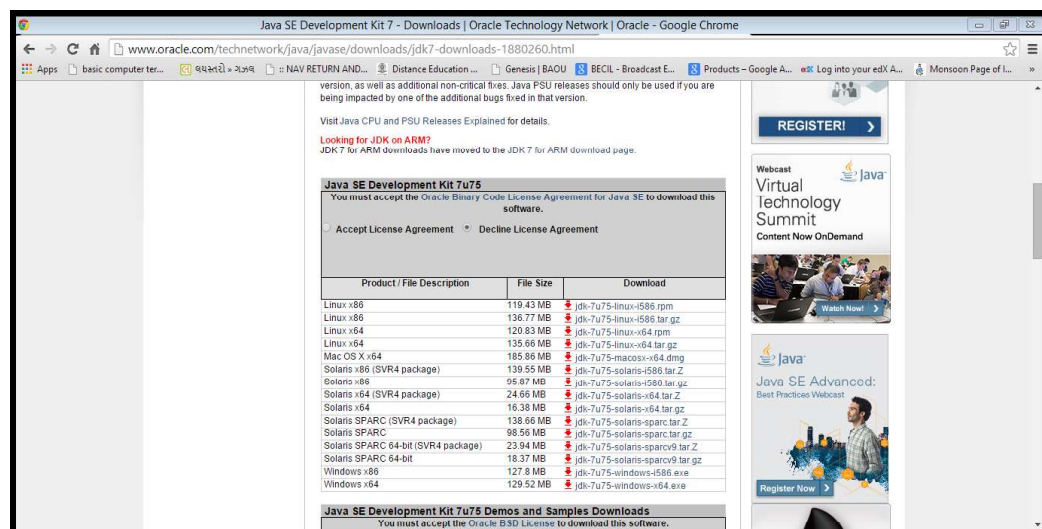 Java SE Development Kit 7 - Downloads | Oracle Technology Network | Oracle - Google Chrome
www.oracle.com/technetwork/java/javase/downloads/jdk7-downloads-1880260.html
Apps basic computer ter... વયસ્તરો » ગઝલ :: NAV RETURN AND... Distance Education ... Genesis | BAOU BECIL - Broadcast E... Products – Google A... Log into your edX A... Monsoon Page of I... »
version, as well as additional non-critical fixes. Java PSU releases should only be used if you are
being impacted by one of the additional bugs fixed in that version.
Visit Java CPU and PSU Releases Explained for details.
Looking for JDK on ARM?
JDK 7 for ARM downloads have moved to the JDK 7 for ARM download page.
Java SE Development Kit 7u75
You must accept the Oracle Binary Code License Agreement for Java SE to download this
software.
Accept License Agreement Decline License Agreement
Product / File Description File Size Download
Linux x86 119.43 MB jdk-7u75-linux-i586.rpm
Linux x86 136.77 MB jdk-7u75-linux-i586.tar.gz
Linux x64 120.83 MB jdk-7u75-linux-x64.rpm
Linux x64 135.66 MB jdk-7u75-linux-x64.tar.gz
Mac OS X x64 185.86 MB jdk-7u75-macosx-x64.dmg
Solaris x86 (SVR4 package) 139.55 MB jdk-7u75-solaris-i586.tar.Z
Solaris x86 95.87 MB jdk-7u75-solaris-i586.tar.gz
Solaris x64 (SVR4 package) 24.66 MB jdk-7u75-solaris-x64.tar.Z
Solaris x64 16.38 MB jdk-7u75-solaris-x64.tar.gz
Solaris SPARC (SVR4 package) 138.66 MB jdk-7u75-solaris-sparc.tar.Z
Solaris SPARC 98.56 MB jdk-7u75-solaris-sparc.tar.gz
Solaris SPARC 64-bit (SVR4 package) 23.94 MB jdk-7u75-solaris-sparcv9.tar.Z
Solaris SPARC 64-bit 18.37 MB jdk-7u75-solaris-sparcv9.tar.gz
Windows x86 127.8 MB jdk-7u75-windows-i586.exe
Windows x64 129.52 MB jdk-7u75-windows-x64.exe
Java SE Development Kit 7u75 Demos and Samples Downloads
You must accept the Oracle BSD License to download this software.
REGISTER!
Webcast
Java
Virtual
Technology
Summit
Content Now OnDemand
Watch Now!
Java
Java SE Advanced:
Best Practices Webcast
Register Now